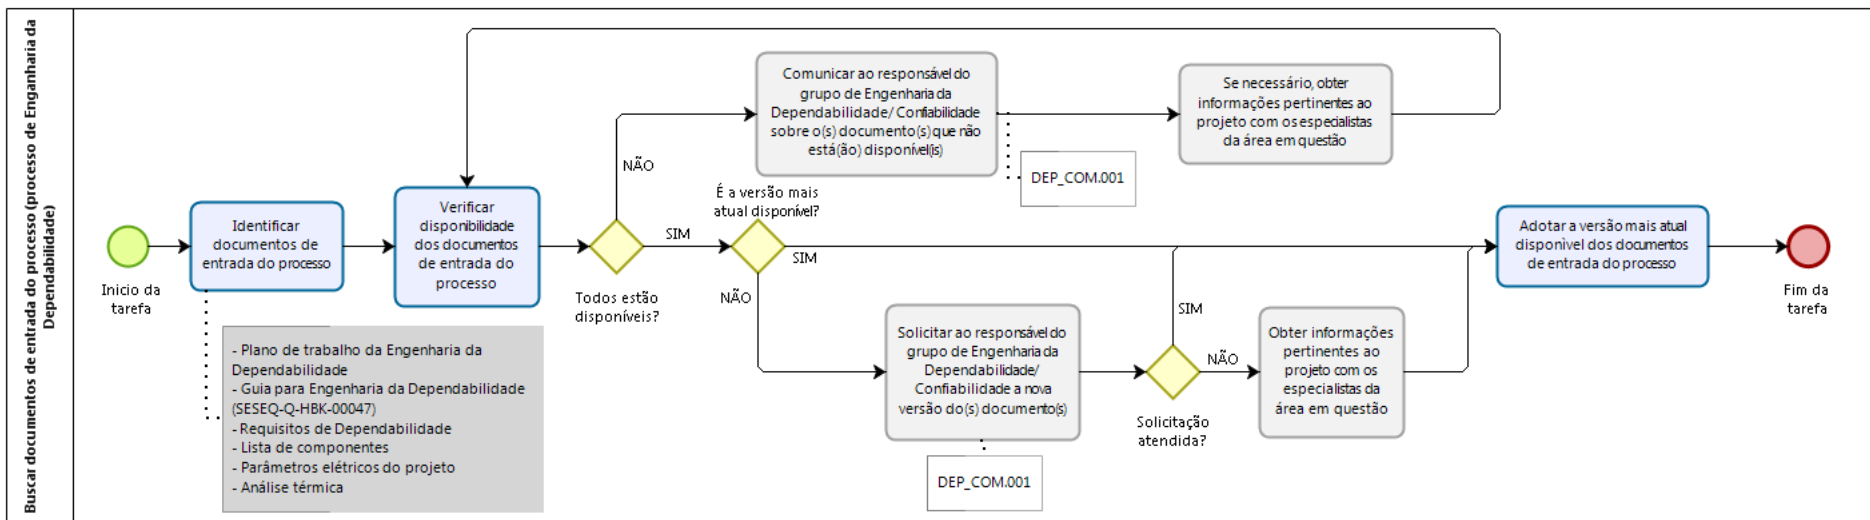 Buscar documentos de entrada do processo (processo de Enganharia da
Dependabilidade)
Inicio da
tarefa
Identificar
documentos de
entrada do processo
- Plano de trabalho da Engenharia da
Dependabilidade
- Guia para Engenharia da Dependabilidade
(SESEQ-Q-HBK-00047)
- Requisitos de Dependabilidade
- Lista de componentes
- Parâmetros elétricos do projeto
- Análise térmica
Verificar
disponibilidade
dos documentos
de entrada do
processo
Todos estão
disponíveis?
NÃO
SIM
Comunicar ao responsável do
grupo de Engenharia da
Dependabilidade/ Confiabilidade
sobre o(s) documento(s) que não
está(ão) disponível(is)
DEP_COM.001
Se necessário, obter
informações pertinentes ao
projeto com os especialistas
da área em questão
É a versão mais
atual disponível?
SIM
NÃO
Solicitar ao responsável do
grupo de Engenharia da
Dependabilidade/
Confiabilidade a nova
versão do(s) documento(s)
DEP_COM.001
Solicitação
atendida?
SIM
NÃO
Obter informações
pertinentes ao
projeto com os
especialistas da
área em questão
Adotar a versão mais atual
disponìvel dos documentos
de entrada do processo
Fim da
tarefa